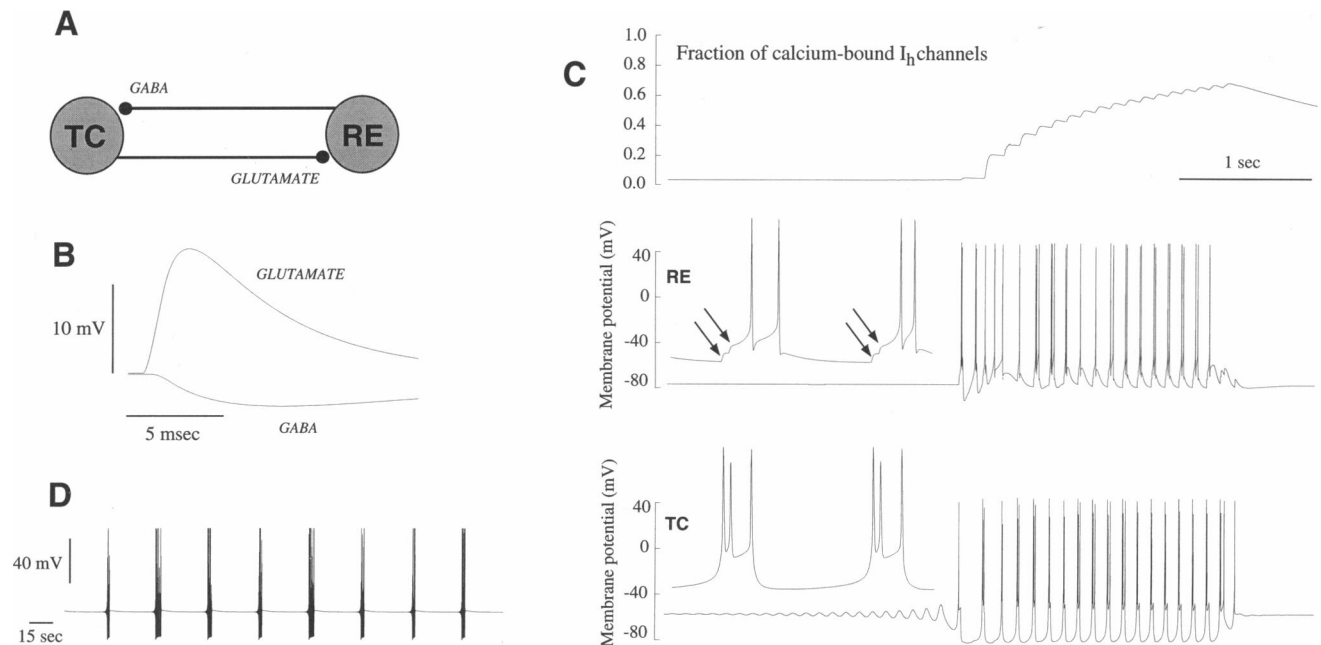 A
GABA
TC
RE
GLUTAMATE
B
GLUTAMATE
10 mV
GABA
5 msec
D
40 mV
15 sec
C
1.0
Fraction of calcium-bound Ih channels
0.8
0.6
0.4
0.2
0.0
1 sec
Membrane potential (mV)
40
RE
0
-40
-80
Membrane potential (mV)
40
TC
0
-40
-80